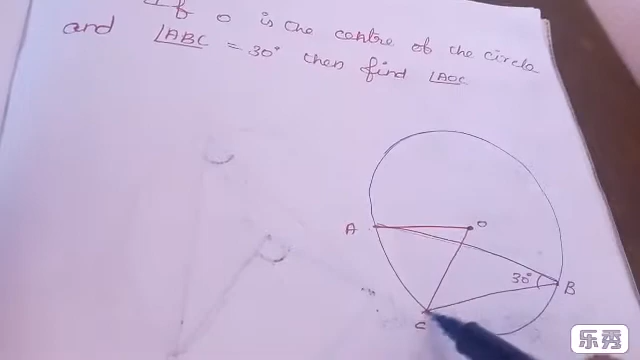 If O is the centre of the circle
and ∠ABC = 30° then find ∠AOC
A
O
30°
B
C
乐秀